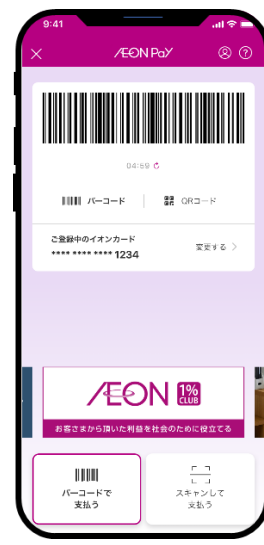 9:41
ÆON Pay
04:59
バーコード
QRコード
ご登録中のイオンカード
**** **** **** 1234
変更する
ÆON 1% CLUB
お客さまから頂いた利益を社会のために役立てる
バーコードで
支払う
スキャンして
支払う